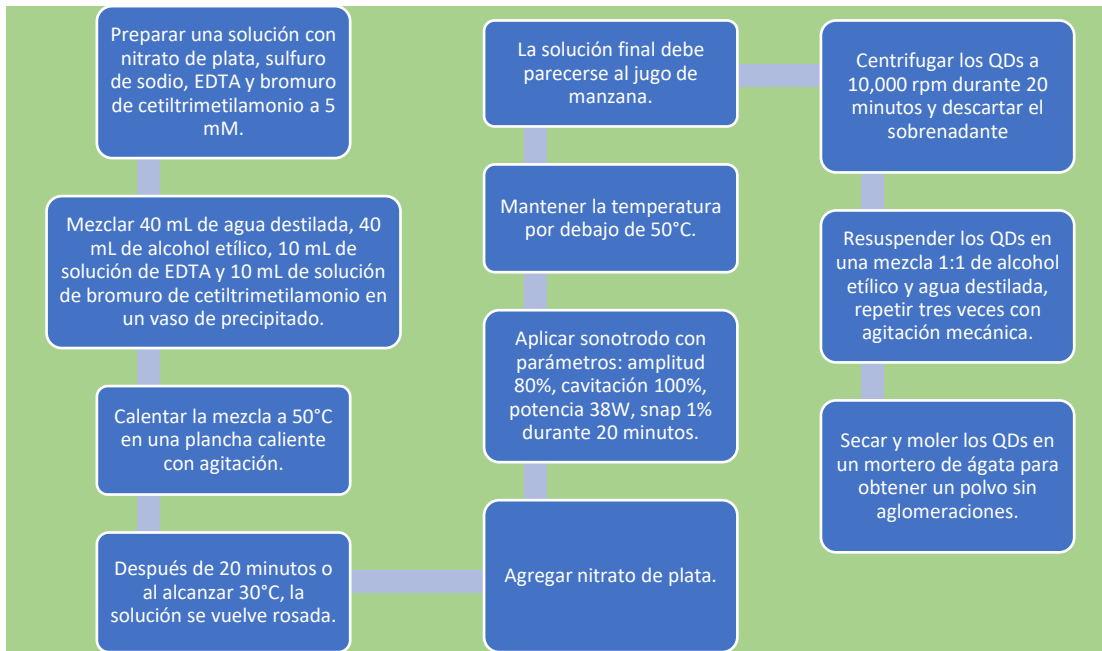 Preparar una solución con
nitrato de plata, sulfuro
de sodio, EDTA y bromuro
de cetiltrimetilamonio a 5
mM.
Mezclar 40 mL de agua destilada, 40
mL de alcohol etílico, 10 mL de
solución de EDTA y 10 mL de solución
de bromuro de cetiltrimetilamonio en
un vaso de precipitado.
Calentar la mezcla a 50°C
en una plancha caliente
con agitación.
Después de 20 minutos o
al alcanzar 30°C, la
solución se vuelve rosada.
Agregar nitrato de plata.
Aplicar sonotrodo con
parámetros: amplitud
80%, cavitación 100%,
potencia 38W, snap 1%
durante 20 minutos.
Mantener la temperatura
por debajo de 50°C.
La solución final debe
parecerse al jugo de
manzana.
Centrifugar los QDs a
10,000 rpm durante 20
minutos y descartar el
sobrenadante
Resuspender los QDs en
una mezcla 1:1 de alcohol
etílico y agua destilada,
repetir tres veces con
agitación mecánica.
Secar y moler los QDs en
un mortero de ágata para
obtener un polvo sin
aglomeraciones.